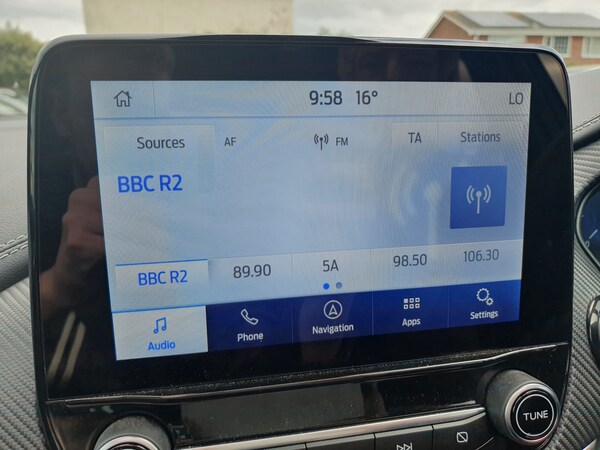 9:58 16° LO
Sources AF FM TA Stations
BBC R2
BBC R2 89.90 5A 98.50 106.30
Audio Phone Navigation Apps Settings
TUNE